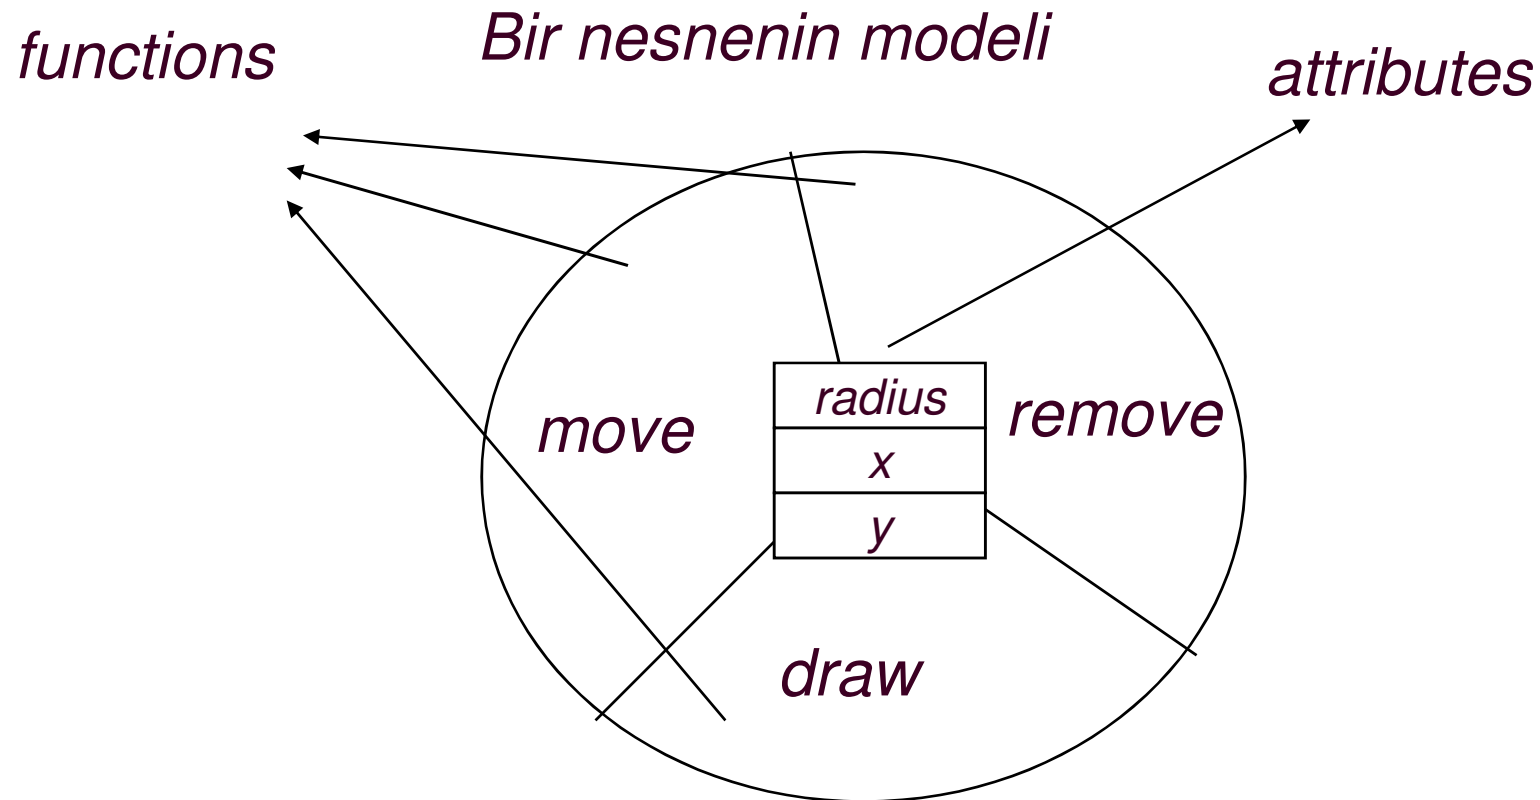 Bir nesnenin modeli
functions
attributes
radius
move
remove
x
y
draw